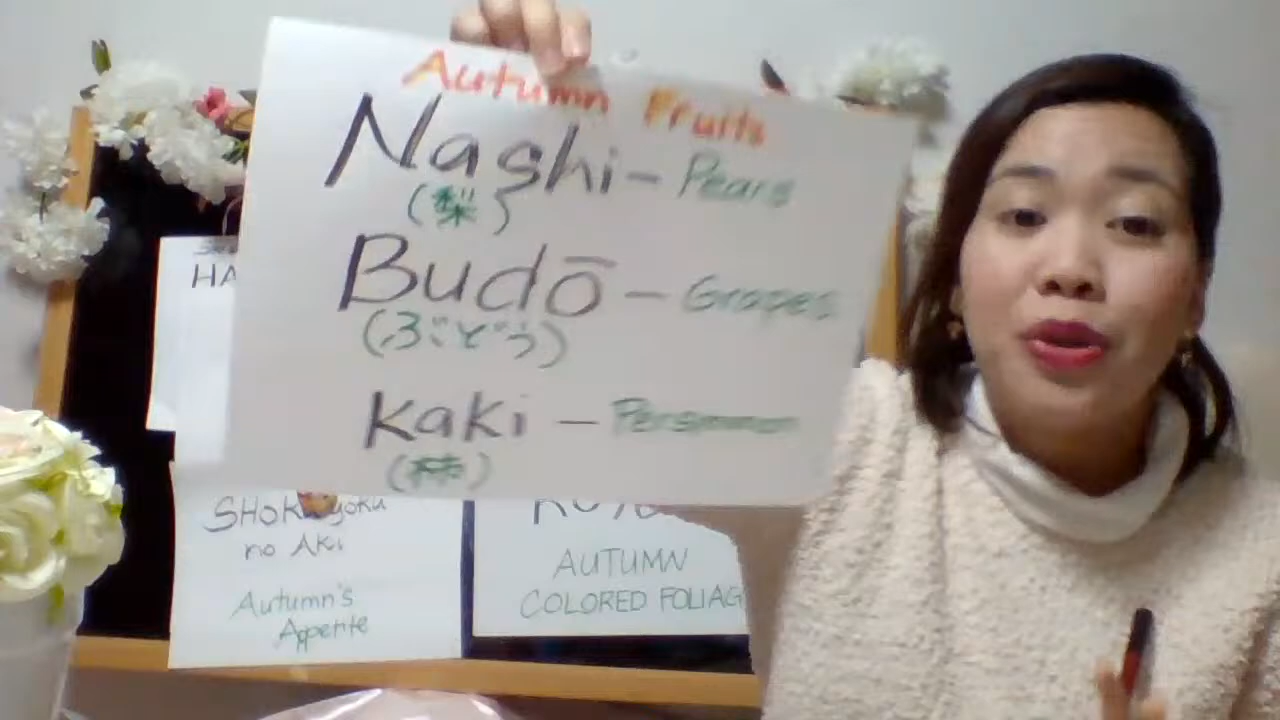 Autumn Fruits
Nashi - Pears
(梨)
Budō - Grapes
(ぶどう)
Kaki - Persimmon
(柿)
HA
SHOKUyoku
no AKi
Autumn's
Appetite
AUTUMN
COLORED FOLIAG